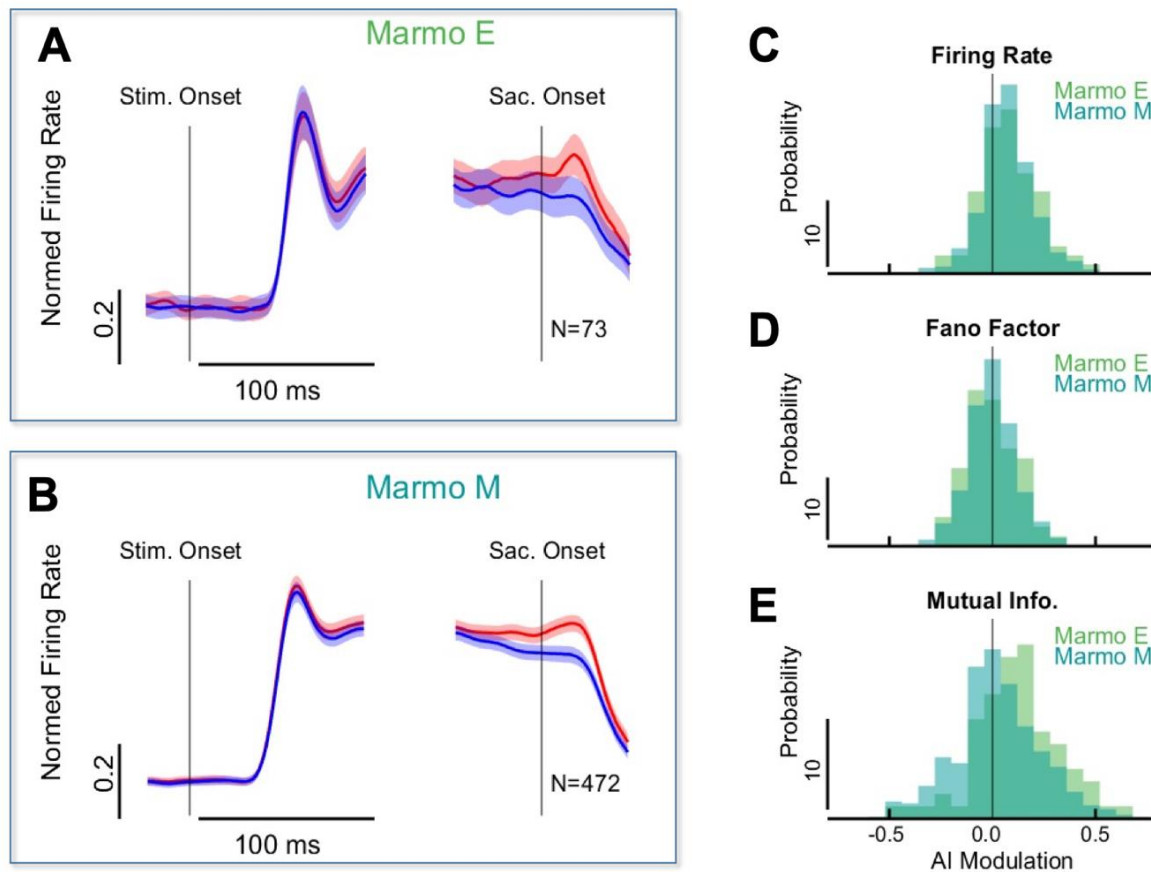 A
Marmo E
Normed Firing Rate
Stim. Onset
Sac. Onset
0.2
N=73
100 ms
B
Marmo M
Normed Firing Rate
Stim. Onset
Sac. Onset
0.2
N=472
100 ms
C
Firing Rate
Marmo E
Marmo M
Probability
10
D
Fano Factor
Marmo E
Marmo M
Probability
10
E
Mutual Info.
Marmo E
Marmo M
Probability
10
-0.5 0.0 0.5
AI Modulation